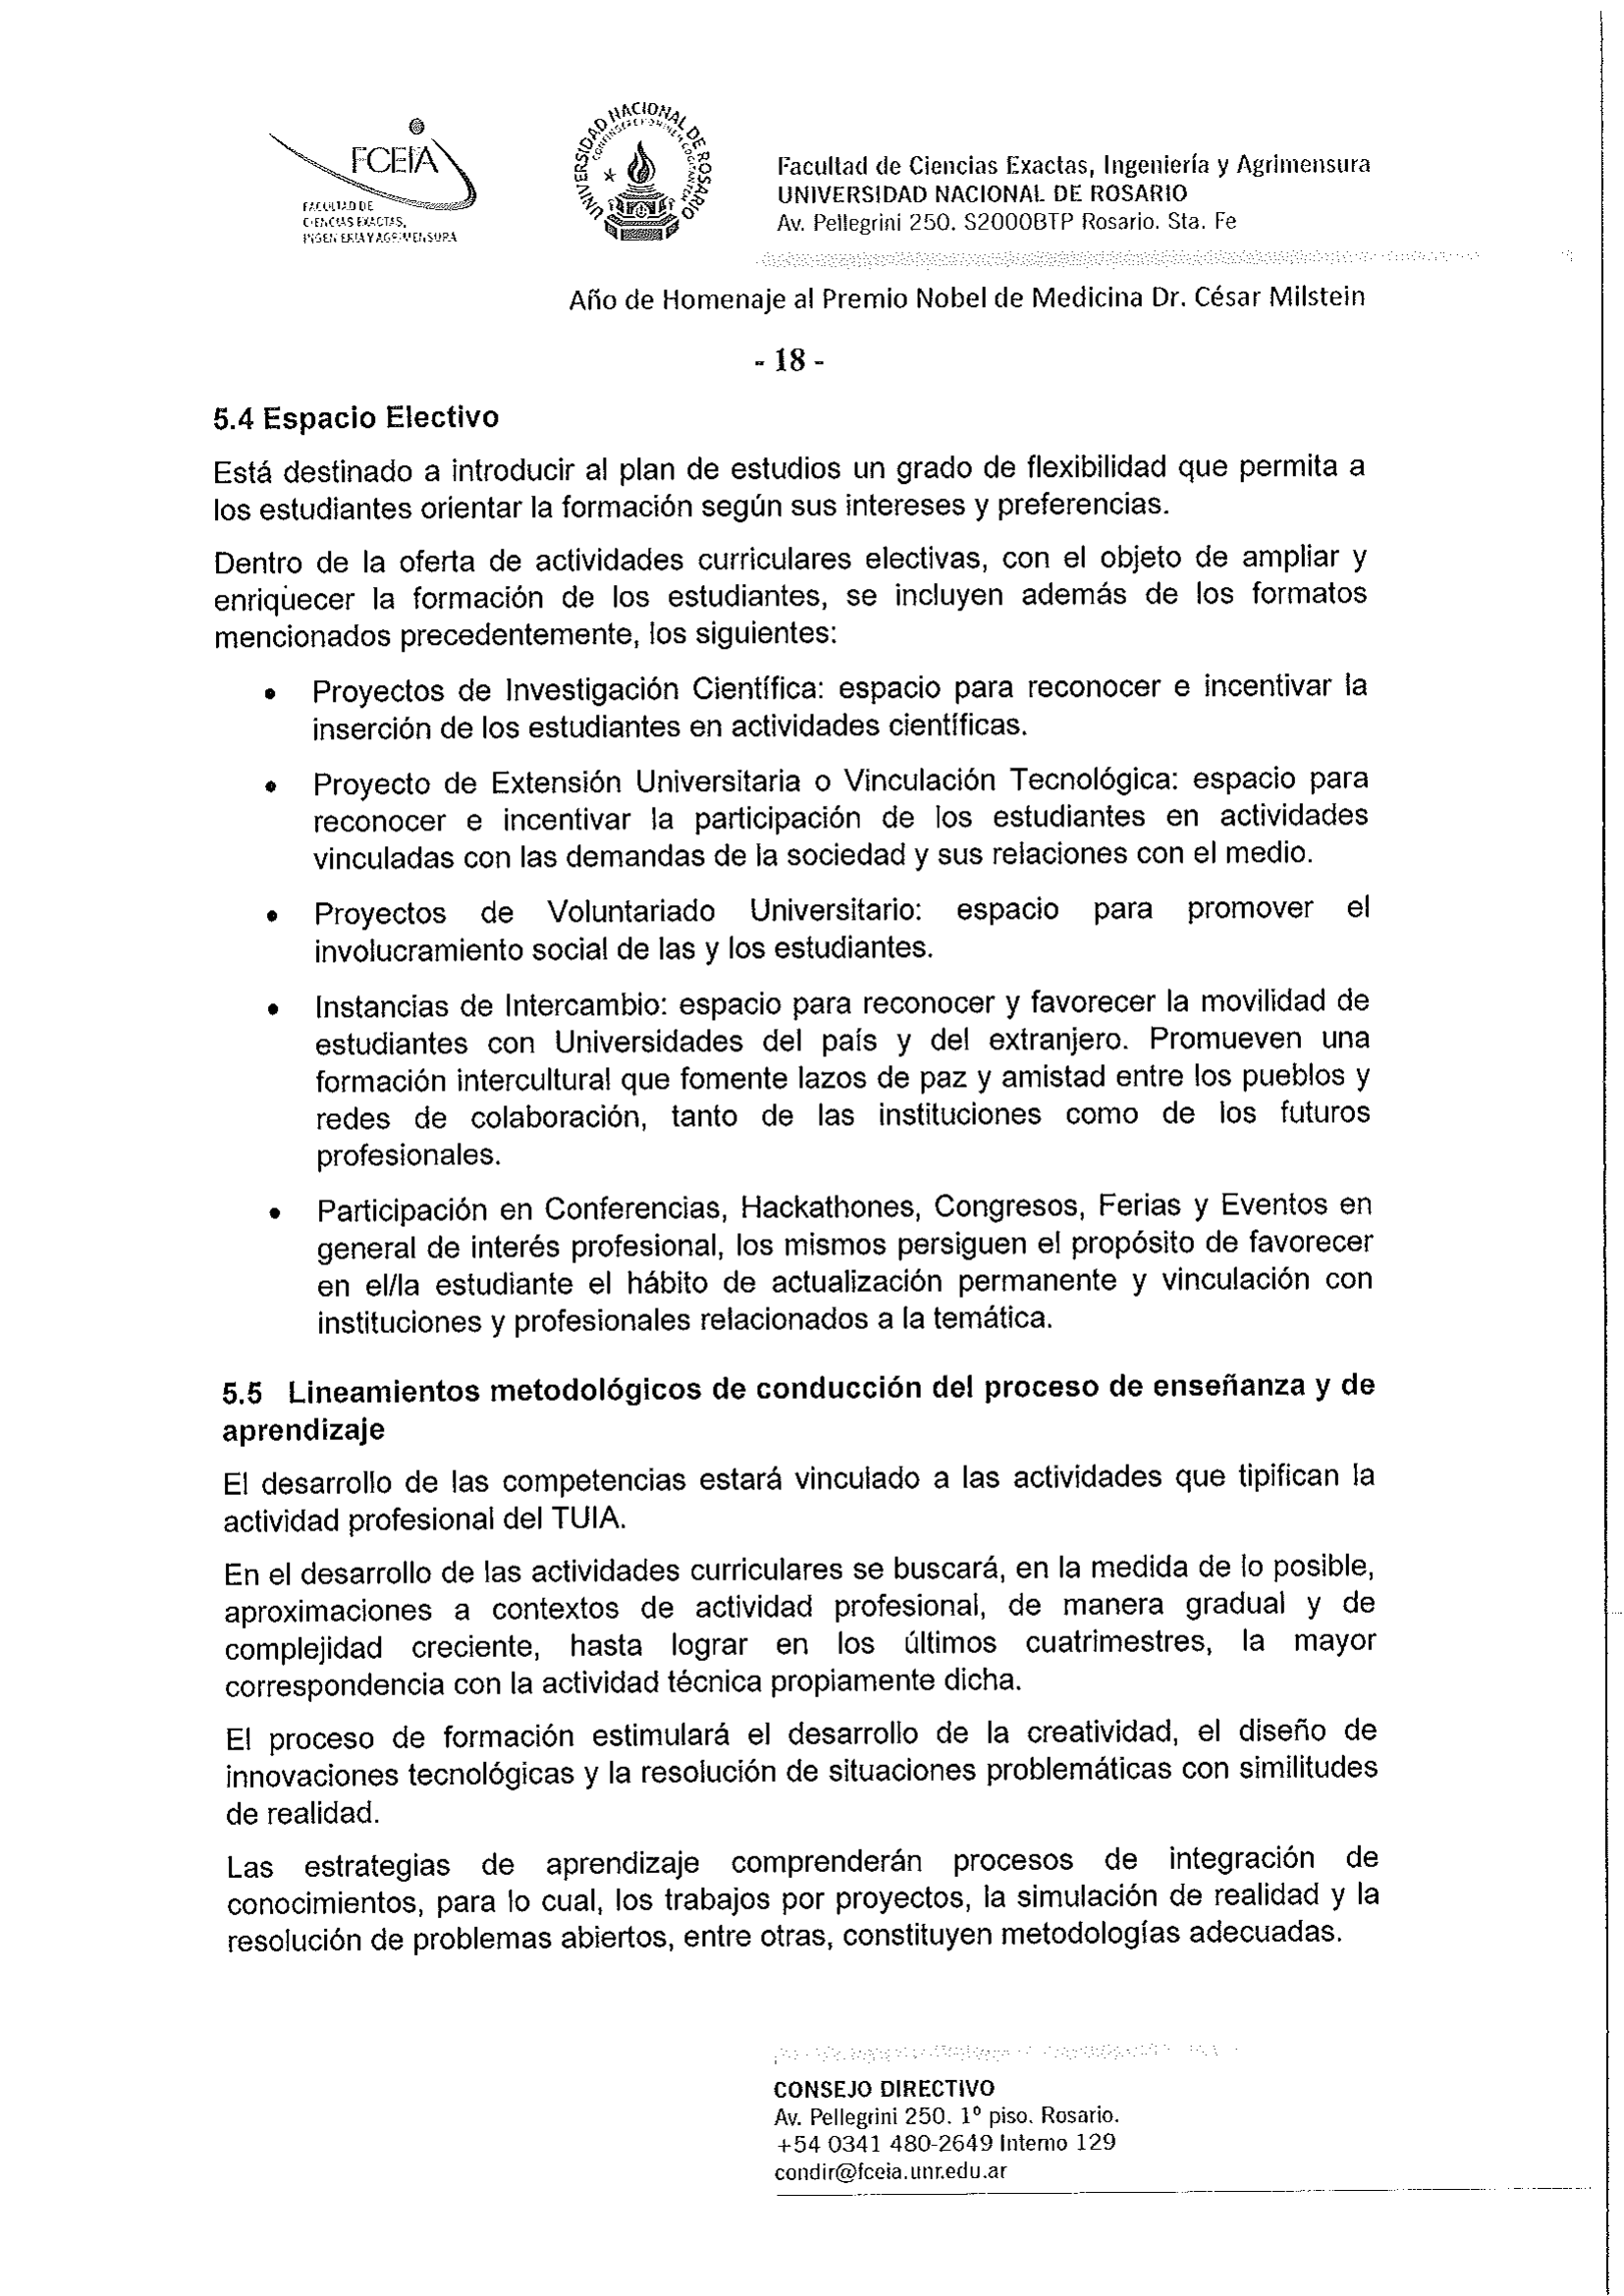 FCEIA
FACULTAD DE
CIENCIAS EXACTAS,
INGENIERIA Y AGRIMENSURA
UNIVERSIDAD NACIONAL DE ROSARIO
Facultad de Ciencias Exactas, Ingeniería y Agrimensura
UNIVERSIDAD NACIONAL DE ROSARIO
Av. Pellegrini 250. S2000BTP Rosario. Sta. Fe
Año de Homenaje al Premio Nobel de Medicina Dr. César Milstein
- 18 -
5.4 Espacio Electivo
Está destinado a introducir al plan de estudios un grado de flexibilidad que permita a
los estudiantes orientar la formación según sus intereses y preferencias.
Dentro de la oferta de actividades curriculares electivas, con el objeto de ampliar y
enriquecer la formación de los estudiantes, se incluyen además de los formatos
mencionados precedentemente, los siguientes:
• Proyectos de Investigación Científica: espacio para reconocer e incentivar la
inserción de los estudiantes en actividades científicas.
• Proyecto de Extensión Universitaria o Vinculación Tecnológica: espacio para
reconocer e incentivar la participación de los estudiantes en actividades
vinculadas con las demandas de la sociedad y sus relaciones con el medio.
• Proyectos de Voluntariado Universitario: espacio para promover el
involucramiento social de las y los estudiantes.
• Instancias de Intercambio: espacio para reconocer y favorecer la movilidad de
estudiantes con Universidades del país y del extranjero. Promueven una
formación intercultural que fomente lazos de paz y amistad entre los pueblos y
redes de colaboración, tanto de las instituciones como de los futuros
profesionales.
• Participación en Conferencias, Hackathones, Congresos, Ferias y Eventos en
general de interés profesional, los mismos persiguen el propósito de favorecer
en el/la estudiante el hábito de actualización permanente y vinculación con
instituciones y profesionales relacionados a la temática.
5.5 Lineamientos metodológicos de conducción del proceso de enseñanza y de
aprendizaje
El desarrollo de las competencias estará vinculado a las actividades que tipifican la
actividad profesional del TUIA.
En el desarrollo de las actividades curriculares se buscará, en la medida de lo posible,
aproximaciones a contextos de actividad profesional, de manera gradual y de
complejidad creciente, hasta lograr en los últimos cuatrimestres, la mayor
correspondencia con la actividad técnica propiamente dicha.
El proceso de formación estimulará el desarrollo de la creatividad, el diseño de
innovaciones tecnológicas y la resolución de situaciones problemáticas con similitudes
de realidad.
Las estrategias de aprendizaje comprenderán procesos de integración de
conocimientos, para lo cual, los trabajos por proyectos, la simulación de realidad y la
resolución de problemas abiertos, entre otras, constituyen metodologías adecuadas.
CONSEJO DIRECTIVO
Av. Pellegrini 250. 1º piso. Rosario.
+54 0341 480-2649 Interno 129
condir@fceia.unr.edu.ar